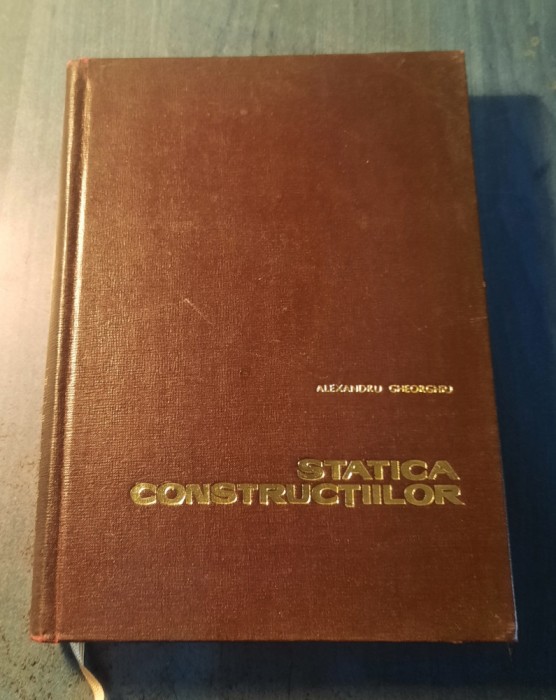 ALEXANDRU GHEORGHIU
STATICA
CONSTRUCȚIILOR